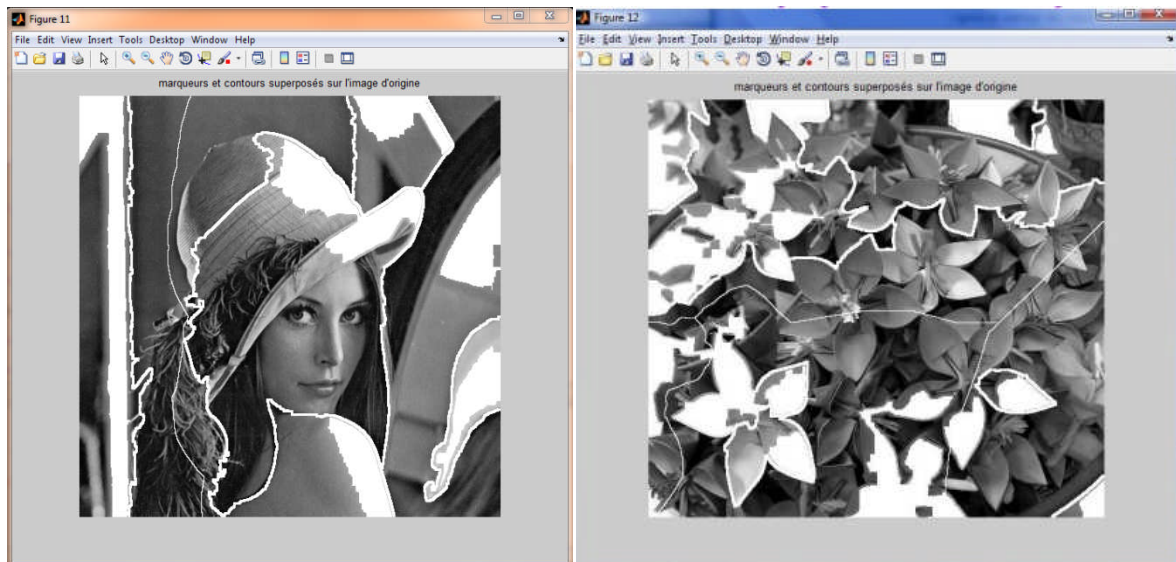 Figure 11
File Edit View Insert Tools Desktop Window Help
marqueurs et contours superposés sur l'image d'origine
Figure 12
File Edit View Insert Tools Desktop Window Help
marqueurs et contours superposés sur l'image d'origine